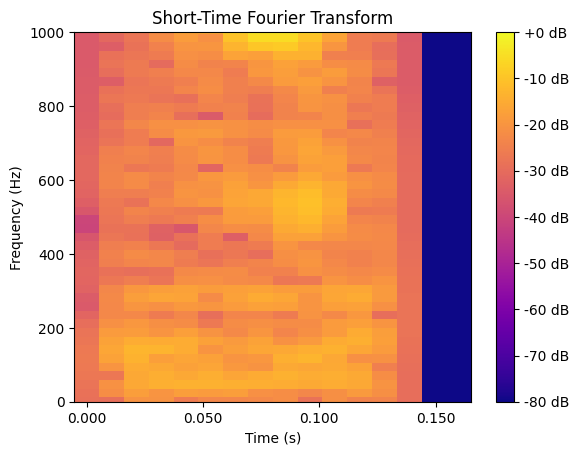 Short-Time Fourier Transform
1000
800
600
400
200
0
Frequency (Hz)
0.000
0.050
0.100
0.150
Time (s)
+0 dB
-10 dB
-20 dB
-30 dB
-40 dB
-50 dB
-60 dB
-70 dB
-80 dB